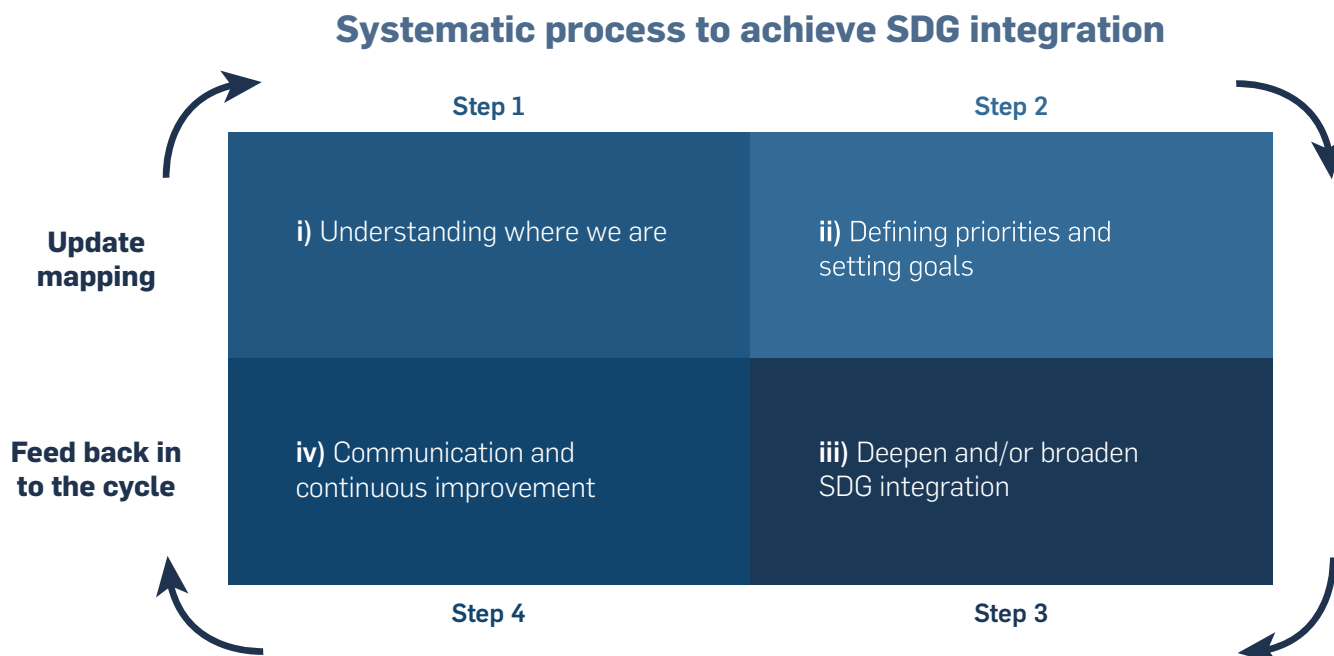 Systematic process to achieve SDG integration
Step 1
Step 2
Update
mapping
i) Understanding where we are
ii) Defining priorities and
setting goals
Feed back in
to the cycle
iv) Communication and
continuous improvement
iii) Deepen and/or broaden
SDG integration
Step 4
Step 3